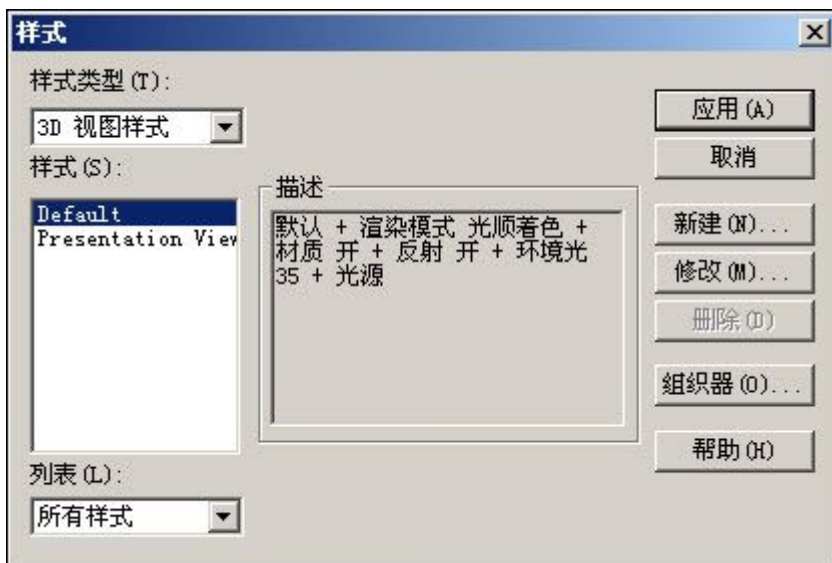 样式
样式类型(T):
3D 视图样式
样式(S):
Default
Presentation View
描述
默认 + 渲染模式 光顺着色 +
材质 开 + 反射 开 + 环境光
35 + 光源
列表(L):
所有样式
应用(A)
取消
新建(N)...
修改(M)...
删除(D)
组织器(O)...
帮助(H)